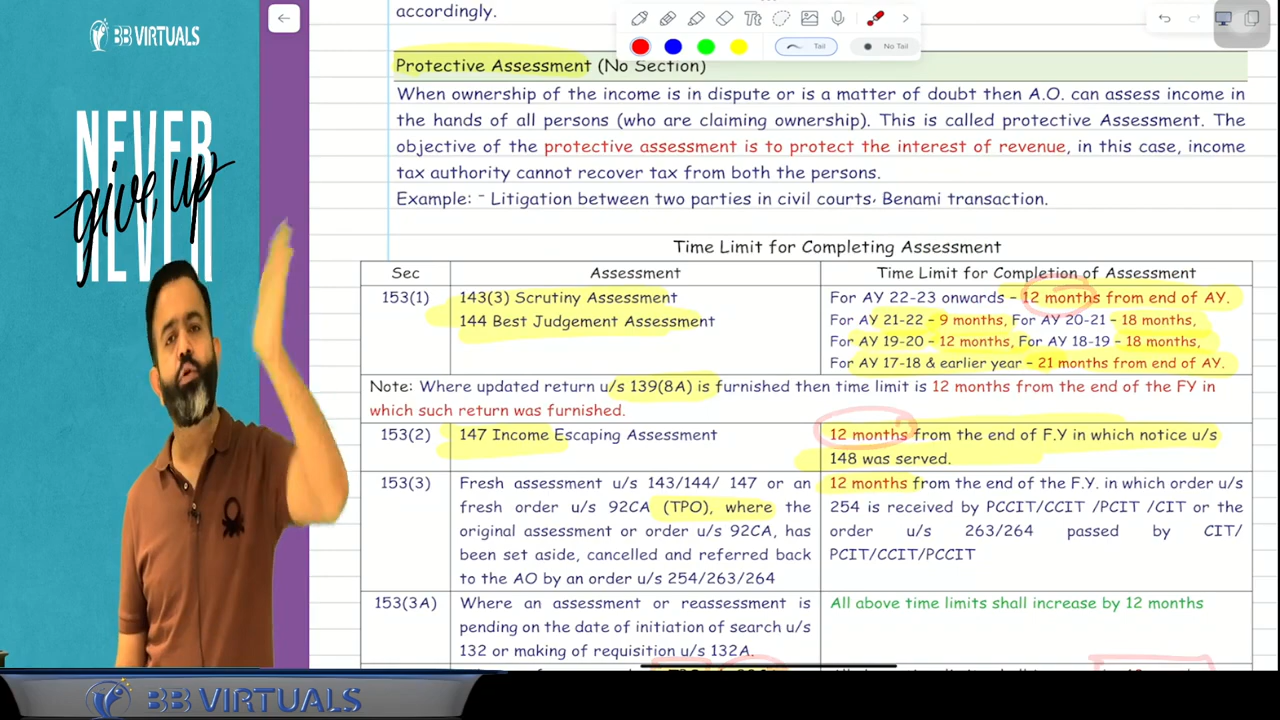 BB VIRTUALS
NEVER
give up
NEVER
Tt
Tail
No Tail
accordingly.
Protective Assessment (No Section)
When ownership of the income is in dispute or is a matter of doubt then A.O. can assess income in
the hands of all persons (who are claiming ownership). This is called protective Assessment. The
objective of the protective assessment is to protect the interest of revenue, in this case, income
tax authority cannot recover tax from both the persons.
Example: - Litigation between two parties in civil courts, Benami transaction.
Time Limit for Completing Assessment
Sec Assessment Time Limit for Completion of Assessment
153(1) 143(3) Scrutiny Assessment For AY 22-23 onwards – 12 months from end of AY.
144 Best Judgement Assessment For AY 21-22 – 9 months, For AY 20-21 – 18 months,
For AY 19-20 – 12 months, For AY 18-19 – 18 months,
For AY 17-18 & earlier year – 21 months from end of AY.
Note: Where updated return u/s 139(8A) is furnished then time limit is 12 months from the end of the FY in
which such return was furnished.
153(2) 147 Income Escaping Assessment 12 months from the end of F.Y in which notice u/s
148 was served.
153(3) Fresh assessment u/s 143/144/ 147 or an 12 months from the end of the F.Y. in which order u/s
fresh order u/s 92CA (TPO), where the 254 is received by PCCIT/CCIT /PCIT /CIT or the
original assessment or order u/s 92CA, has order u/s 263/264 passed by CIT/
been set aside, cancelled and referred back PCIT/CCIT/PCCIT
to the AO by an order u/s 254/263/264
153(3A) Where an assessment or reassessment is All above time limits shall increase by 12 months
pending on the date of initiation of search u/s
132 or making of requisition u/s 132A.
BB VIRTUALS